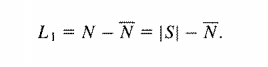 L₁ = N − N̅ = |S| − N̅.